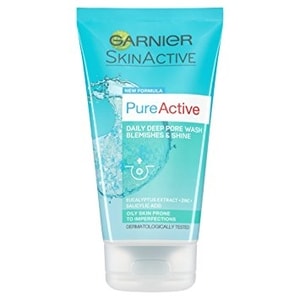 GARNIER
SKINACTIVE
NEW FORMULA
PureActive
DAILY DEEP PORE WASH
BLEMISHES & SHINE
EUCALYPTUS EXTRACT + ZINC +
SALICYLIC ACID
OILY SKIN PRONE
TO IMPERFECTIONS
DERMATOLOGICALLY TESTED